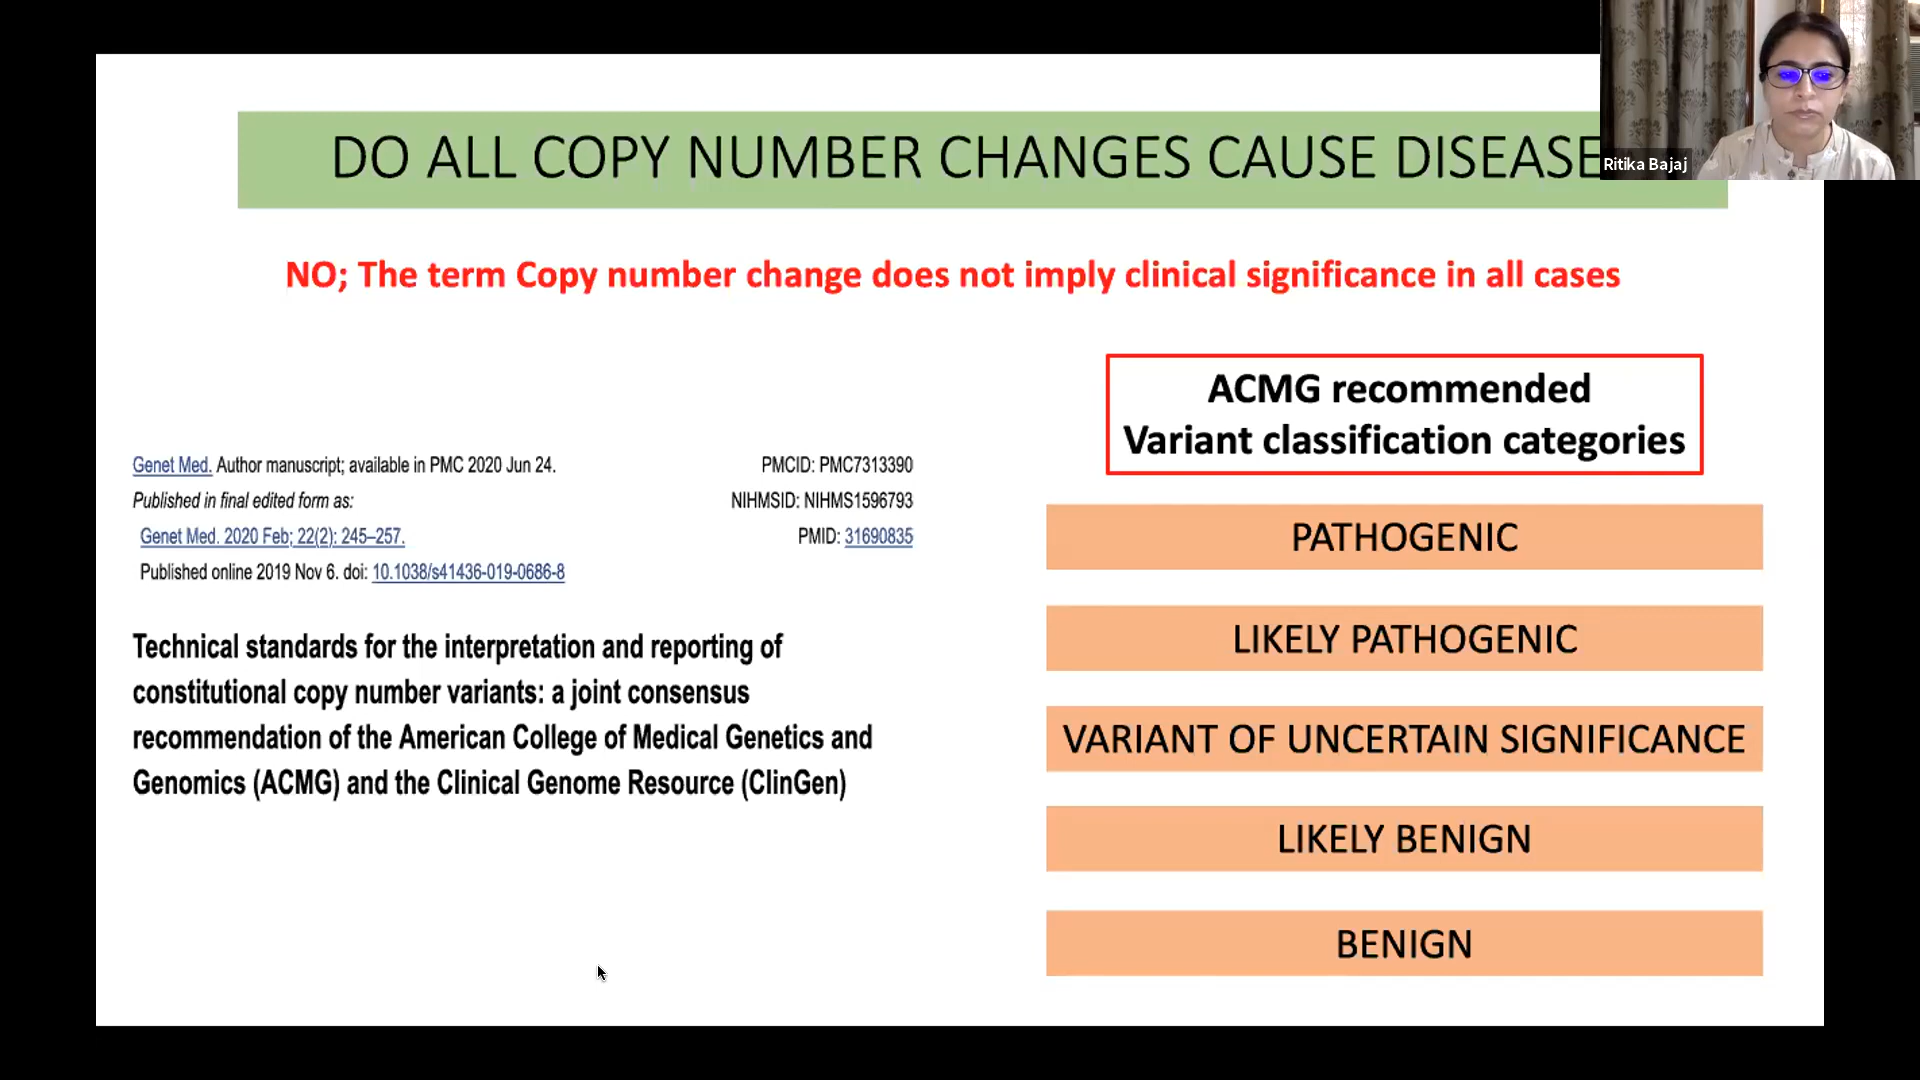 DO ALL COPY NUMBER CHANGES CAUSE DISEASE
Ritika Bajaj
NO; The term Copy number change does not imply clinical significance in all cases
Genet Med. Author manuscript; available in PMC 2020 Jun 24.
Published in final edited form as:
Genet Med. 2020 Feb; 22(2): 245–257.
Published online 2019 Nov 6. doi: 10.1038/s41436-019-0686-8
PMCID: PMC7313390
NIHMSID: NIHMS1596793
PMID: 31690835
Technical standards for the interpretation and reporting of
constitutional copy number variants: a joint consensus
recommendation of the American College of Medical Genetics and
Genomics (ACMG) and the Clinical Genome Resource (ClinGen)
ACMG recommended
Variant classification categories
PATHOGENIC
LIKELY PATHOGENIC
VARIANT OF UNCERTAIN SIGNIFICANCE
LIKELY BENIGN
BENIGN